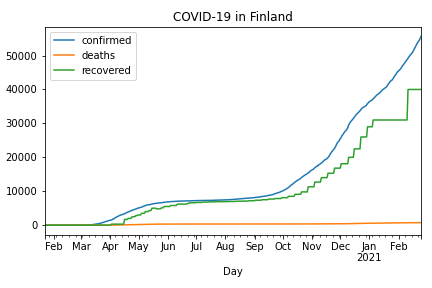 COVID-19 in Finland
confirmed
deaths
recovered
50000
40000
30000
20000
10000
0
Feb Mar Apr May Jun Jul Aug Sep Oct Nov Dec Jan Feb
2021
Day